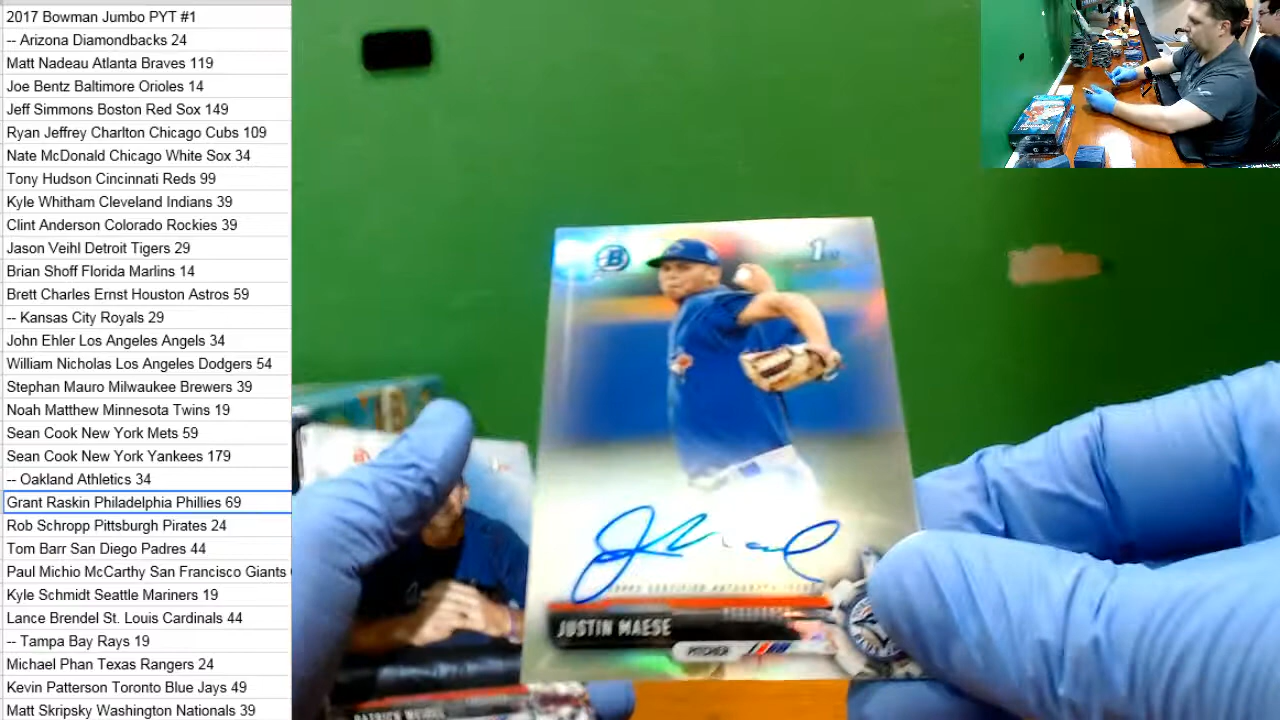 2017 Bowman Jumbo PYT #1
-- Arizona Diamondbacks 24
Matt Nadeau Atlanta Braves 119
Joe Bentz Baltimore Orioles 14
Jeff Simmons Boston Red Sox 149
Ryan Jeffrey Charlton Chicago Cubs 109
Nate McDonald Chicago White Sox 34
Tony Hudson Cincinnati Reds 99
Kyle Whitham Cleveland Indians 39
Clint Anderson Colorado Rockies 39
Jason Veihl Detroit Tigers 29
Brian Shoff Florida Marlins 14
Brett Charles Ernst Houston Astros 59
-- Kansas City Royals 29
John Ehler Los Angeles Angels 34
William Nicholas Los Angeles Dodgers 54
Stephan Mauro Milwaukee Brewers 39
Noah Matthew Minnesota Twins 19
Sean Cook New York Mets 59
Sean Cook New York Yankees 179
-- Oakland Athletics 34
Grant Raskin Philadelphia Phillies 69
Rob Schropp Pittsburgh Pirates 24
Tom Barr San Diego Padres 44
Paul Michio McCarthy San Francisco Giants
Kyle Schmidt Seattle Mariners 19
Lance Brendel St. Louis Cardinals 44
-- Tampa Bay Rays 19
Michael Phan Texas Rangers 24
Kevin Patterson Toronto Blue Jays 49
Matt Skripsky Washington Nationals 39
B
1st
TOPPS CERTIFIED AUTOGRAPH
JUSTIN MAESE
PITCHER